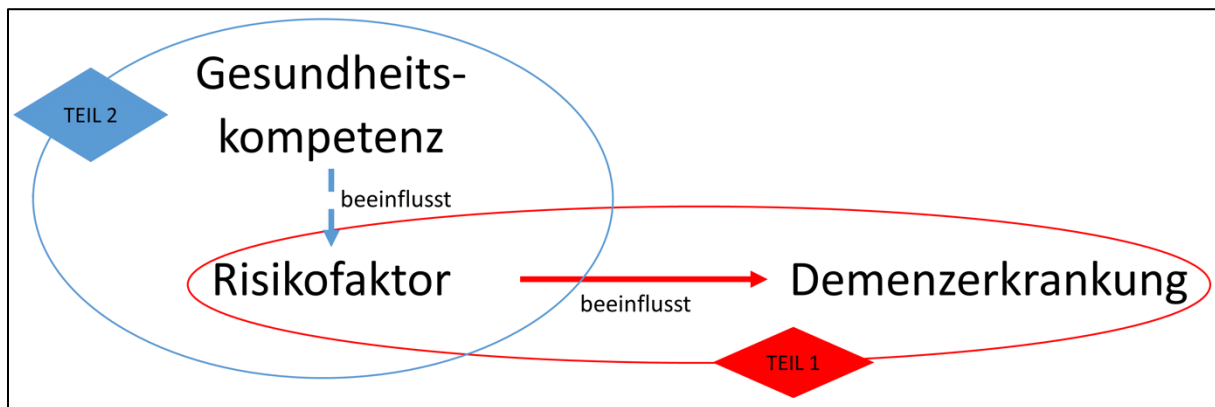 Gesundheits-
TEIL 2
kompetenz
beeinflusst
Risikofaktor
Demenzerkrankung
beeinflusst
TEIL 1